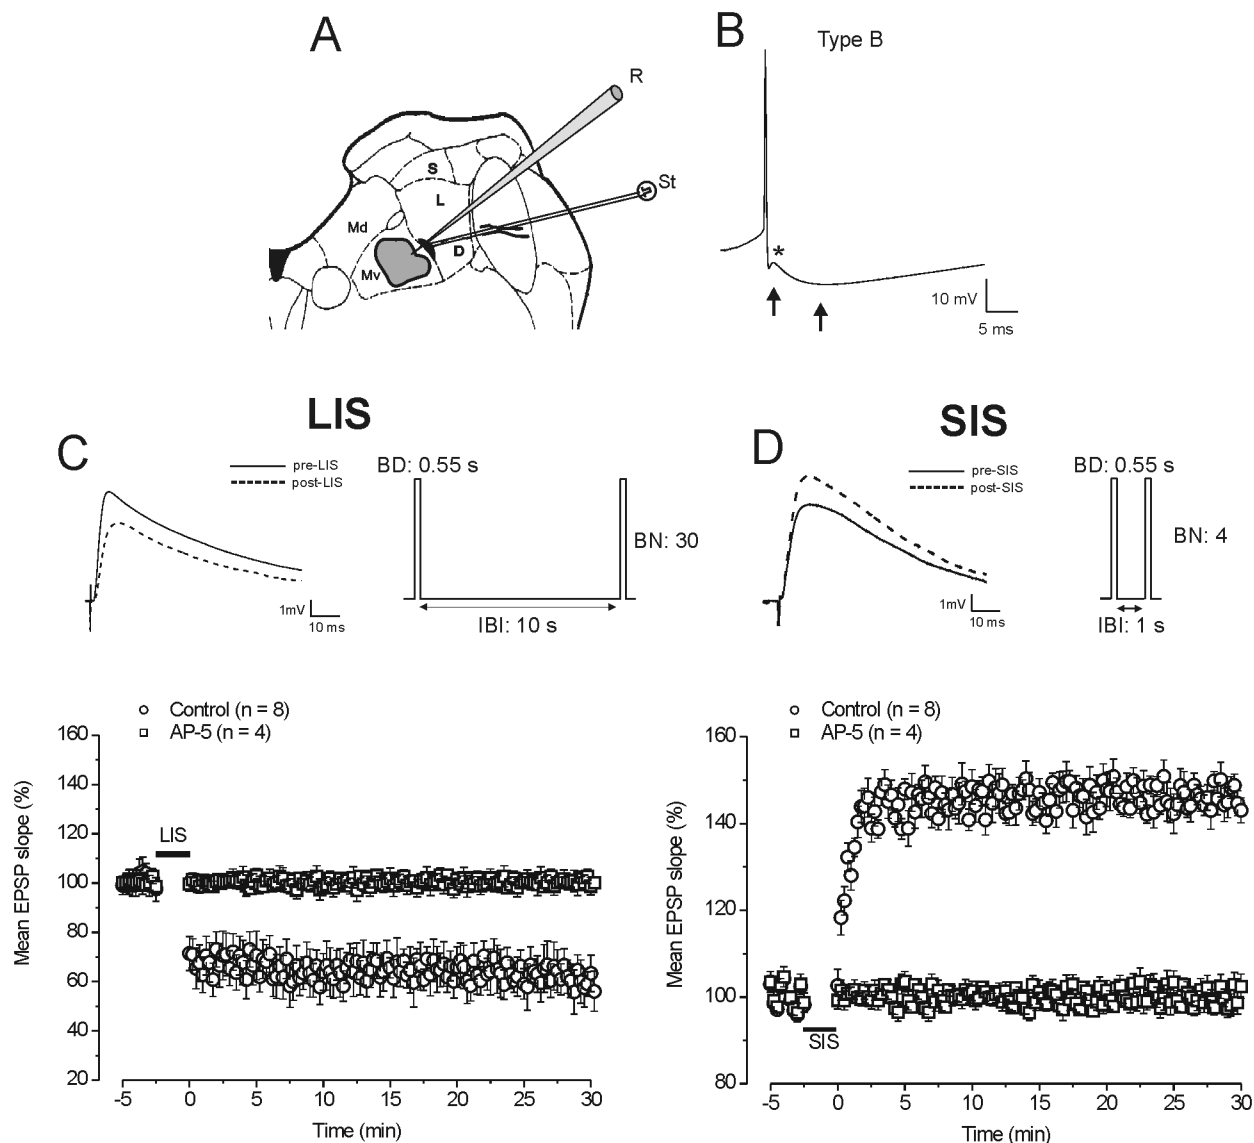 A
R
St
S
L
Md
D
Mv
B
Type B
*
10 mV
5 ms
LIS
C
pre-LIS
post-LIS
BD: 0.55 s
BN: 30
1mV
10 ms
IBI: 10 s
SIS
D
pre-SIS
post-SIS
BD: 0.55 s
BN: 4
1mV
10 ms
IBI: 1 s
Control (n = 8)
AP-5 (n = 4)
Mean EPSP slope (%)
160
140
120
100
80
60
40
20
LIS
-5 0 5 10 15 20 25 30
Time (min)
Control (n = 8)
AP-5 (n = 4)
Mean EPSP slope (%)
160
140
120
100
80
SIS
-5 0 5 10 15 20 25 30
Time (min)